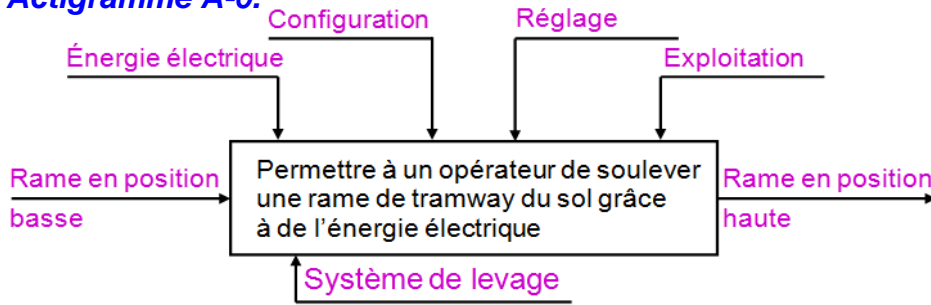 Actigramme A-0.
Configuration
Réglage
Énergie électrique
Exploitation
Rame en position
basse
Permettre à un opérateur de soulever
une rame de tramway du sol grâce
à de l'énergie électrique
Rame en position
haute
Système de levage